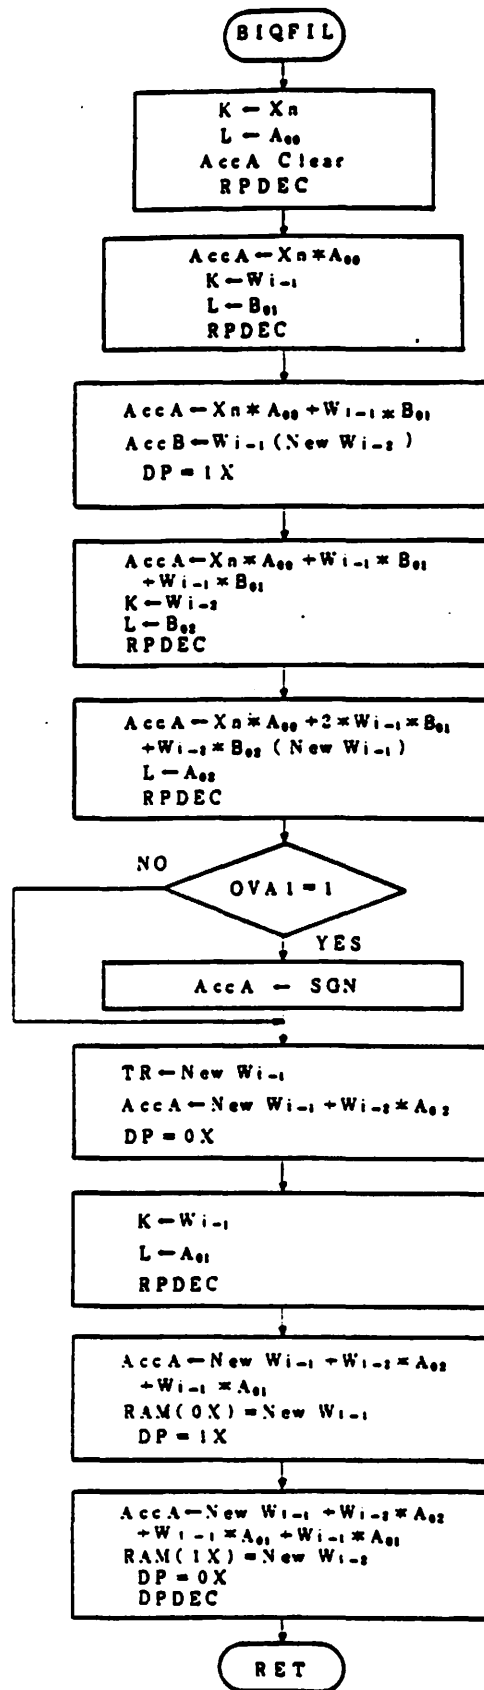 BIQFIL
K ← Xn
L ← A₀₀
AccA Clear
RPDEC
AccA ← Xn*A₀₀
K ← Wi₋₁
L ← B₀₁
RPDEC
AccA ← Xn*A₀₀ + Wi₋₁*B₀₁
AccB ← Wi₋₁ (New Wi₋₂)
DP = 1X
AccA ← Xn*A₀₀ + Wi₋₁*B₀₁
+Wi₋₁*B₀₁
K ← Wi₋₂
L ← B₀₂
RPDEC
AccA ← Xn*A₀₀ + 2*Wi₋₁*B₀₁
+Wi₋₂*B₀₂ (New Wi₋₁)
L ← A₀₂
RPDEC
NO
OVA1 = 1
YES
AccA ← SGN
TR ← New Wi₋₁
AccA ← New Wi₋₁ + Wi₋₂*A₀₂
DP = 0X
K ← Wi₋₁
L ← A₀₁
RPDEC
AccA ← New Wi₋₁ + Wi₋₂*A₀₂
+Wi₋₁*A₀₁
RAM(0X) = New Wi₋₁
DP = 1X
AccA ← New Wi₋₁ + Wi₋₂*A₀₂
+Wi₋₁*A₀₁ + Wi₋₁*A₀₁
RAM(1X) = New Wi₋₂
DP = 0X
DPDEC
RET